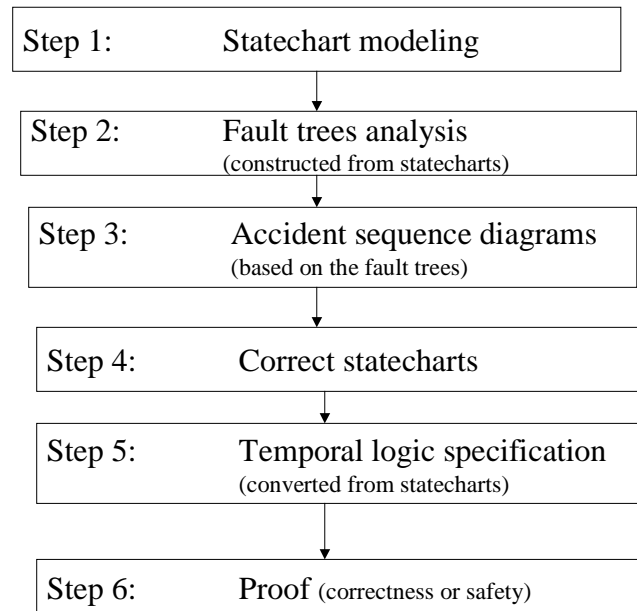 Step 1: Statechart modeling
Step 2: Fault trees analysis
(constructed from statecharts)
Step 3: Accident sequence diagrams
(based on the fault trees)
Step 4: Correct statecharts
Step 5: Temporal logic specification
(converted from statecharts)
Step 6: Proof (correctness or safety)